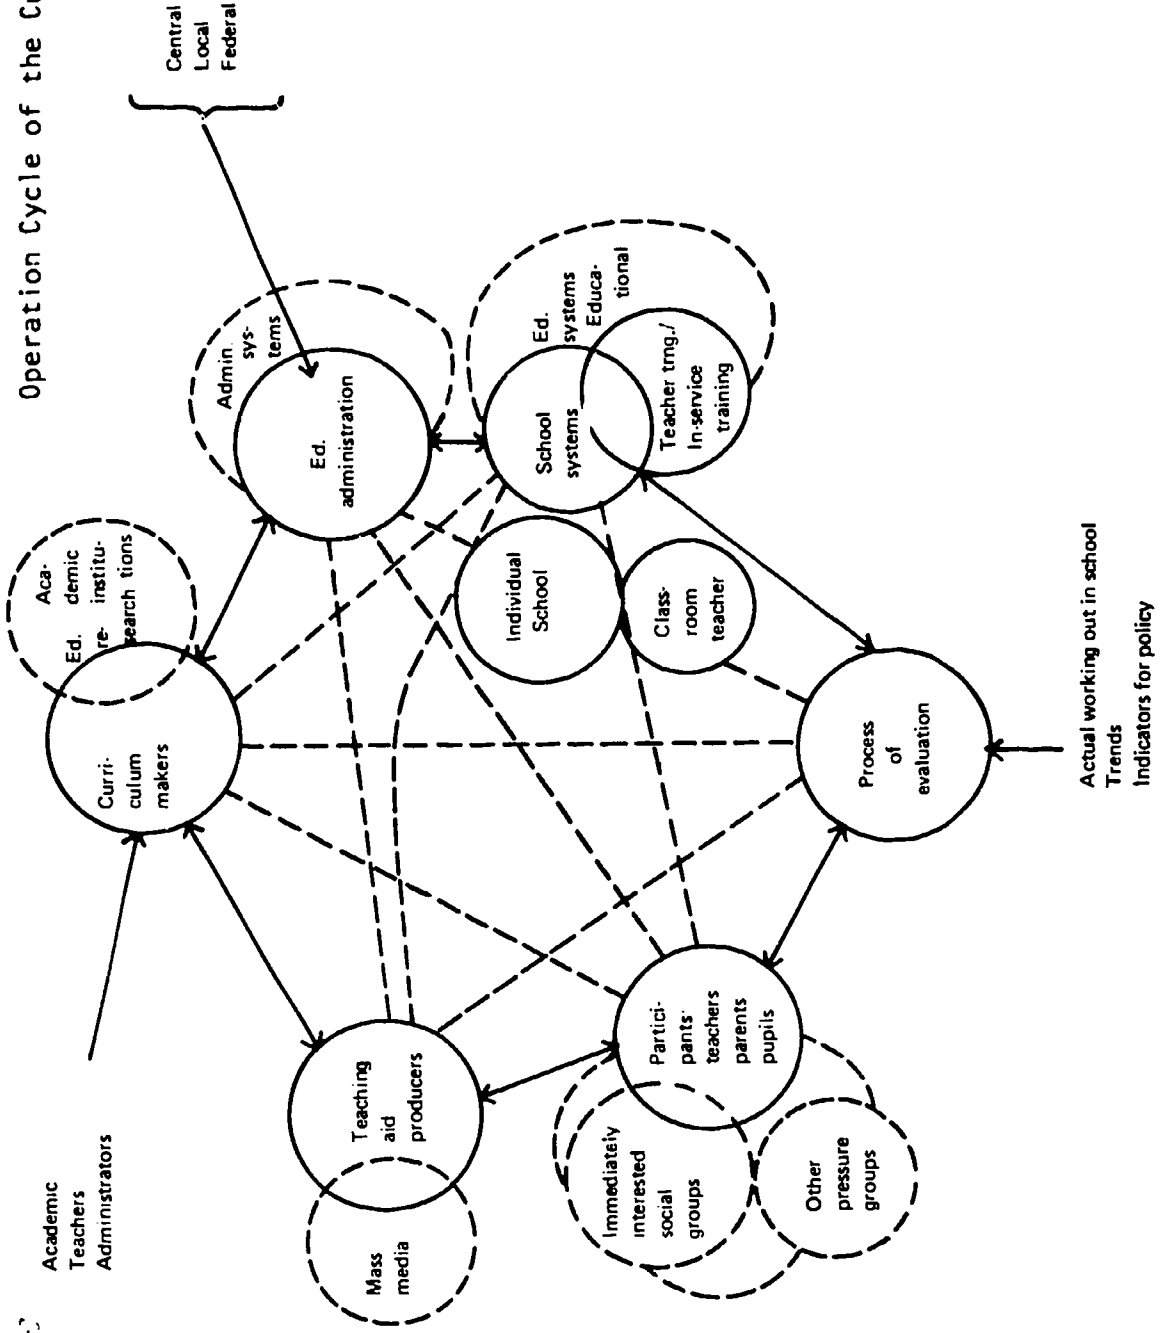 Operation Cycle of the
Central
Local
Federal
Academic
Teachers
Administrators
Curri-
culum
makers
Ed.
re-
search
Aca-
demic
institu-
tions
Admin.
sys-
tems
Ed.
administration
Ed.
systems
Educa-
tional
School
systems
Teacher trng./
In-service
training
Individual
School
Class-
room
teacher
Teaching
aid
producers
Mass
media
Partici-
pants
teachers
parents
pupils
Immediately
interested
social
groups
Other
pressure
groups
Process
of
evaluation
Actual working out in school
Trends
Indicators for policy